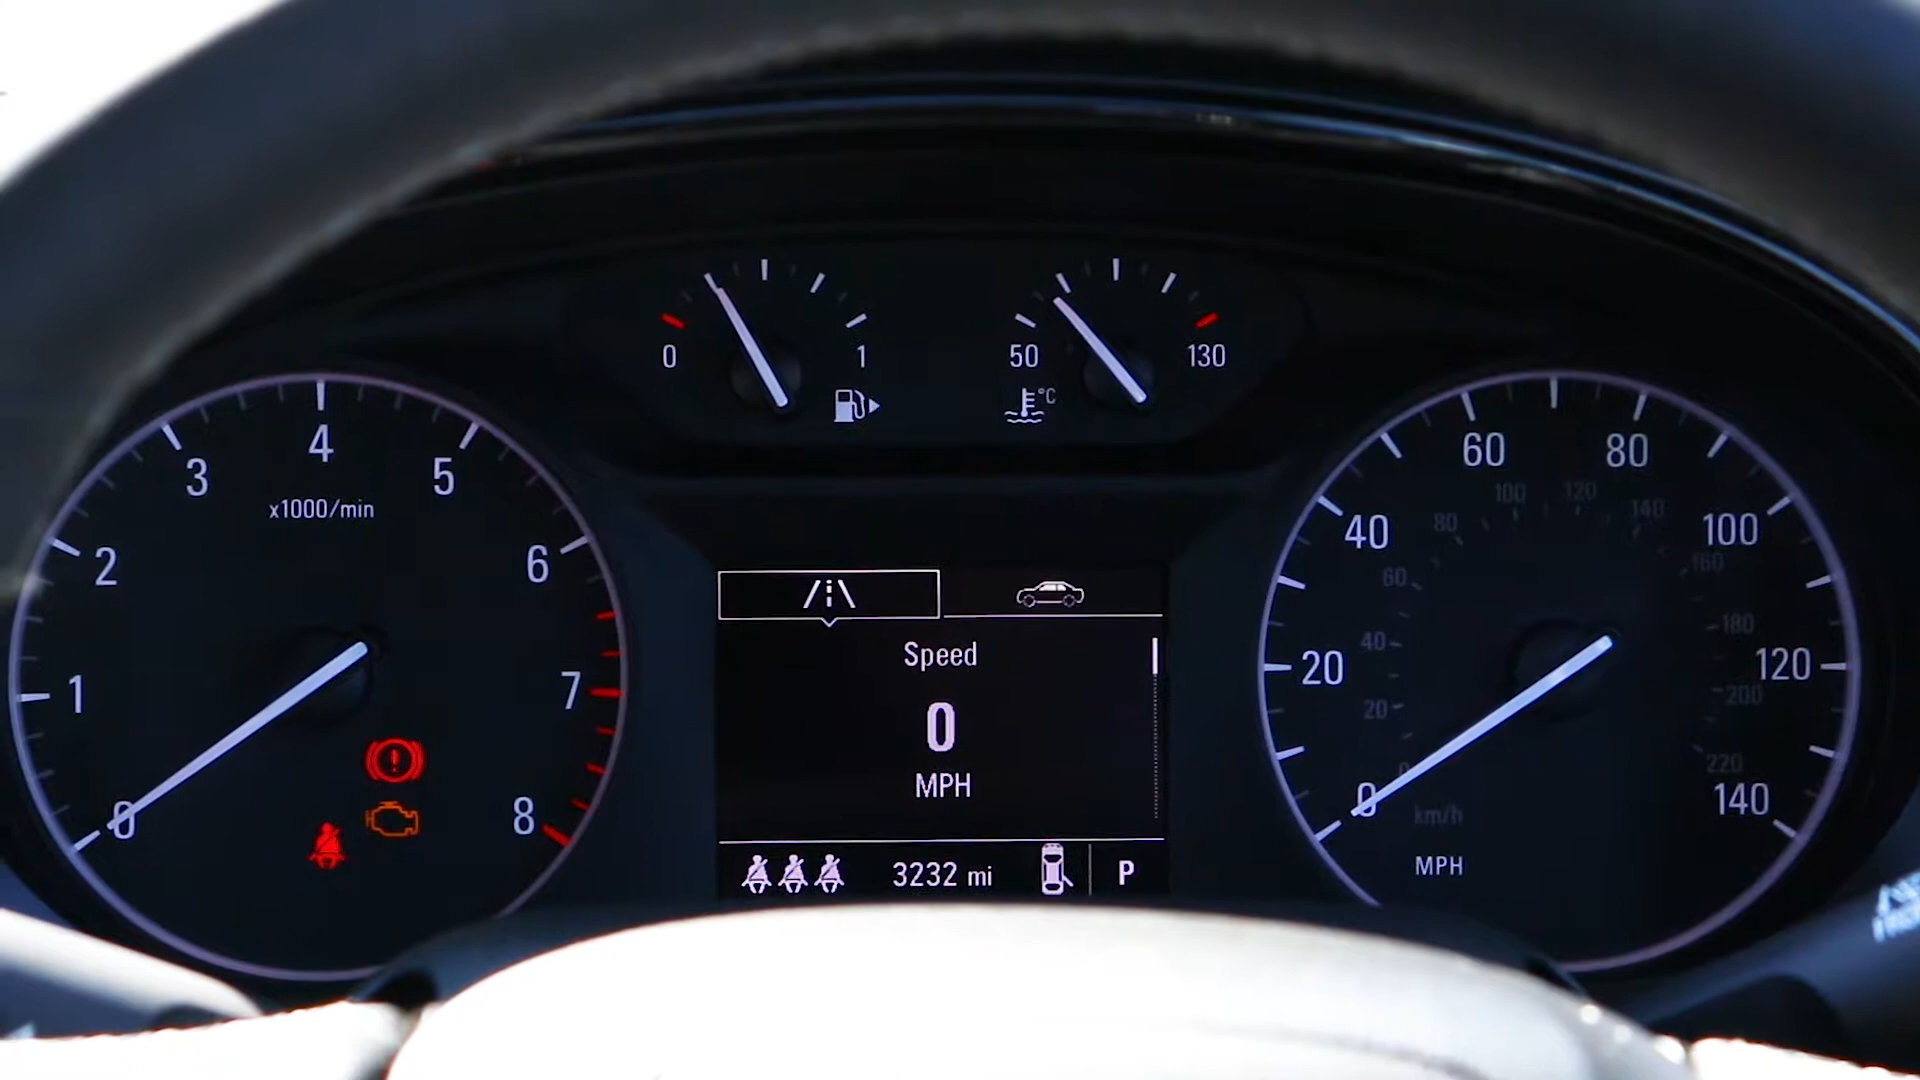 0 1
50 130
°C
0 1 2 3 4 5 6 7 8
x1000/min
Speed
0
MPH
3232 mi
P
0 20 40 60 80 100 120 140
MPH
0 20 40 60 80 100 120 140 160 180 200 220
km/h